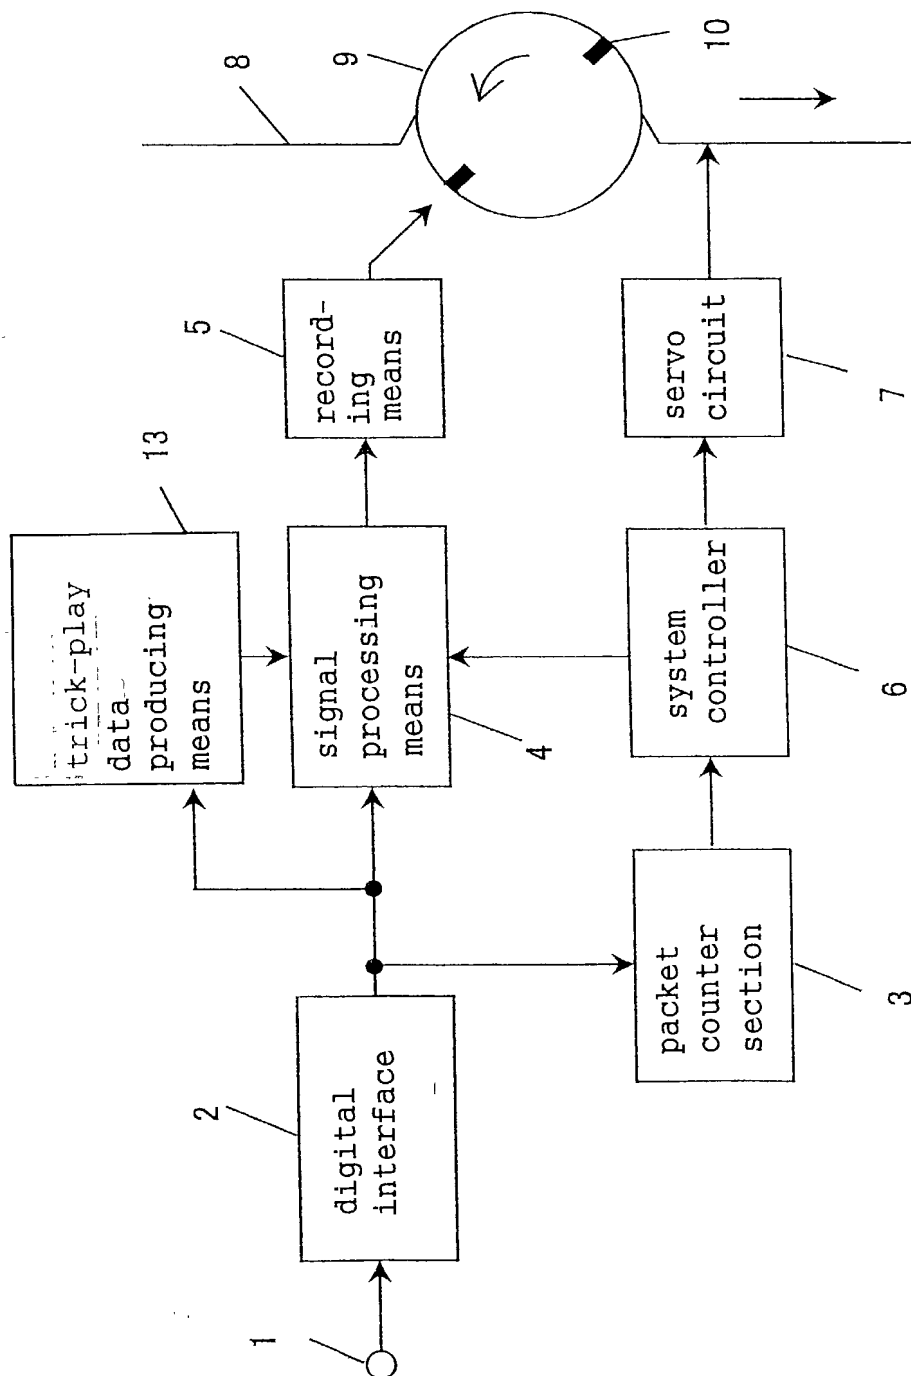 1
2
digital
interface
3
packet
counter
section
13
trick-play
data-
producing
means
4
signal
processing
means
6
system
controller
5
record-
ing
means
7
servo
circuit
8
9
10